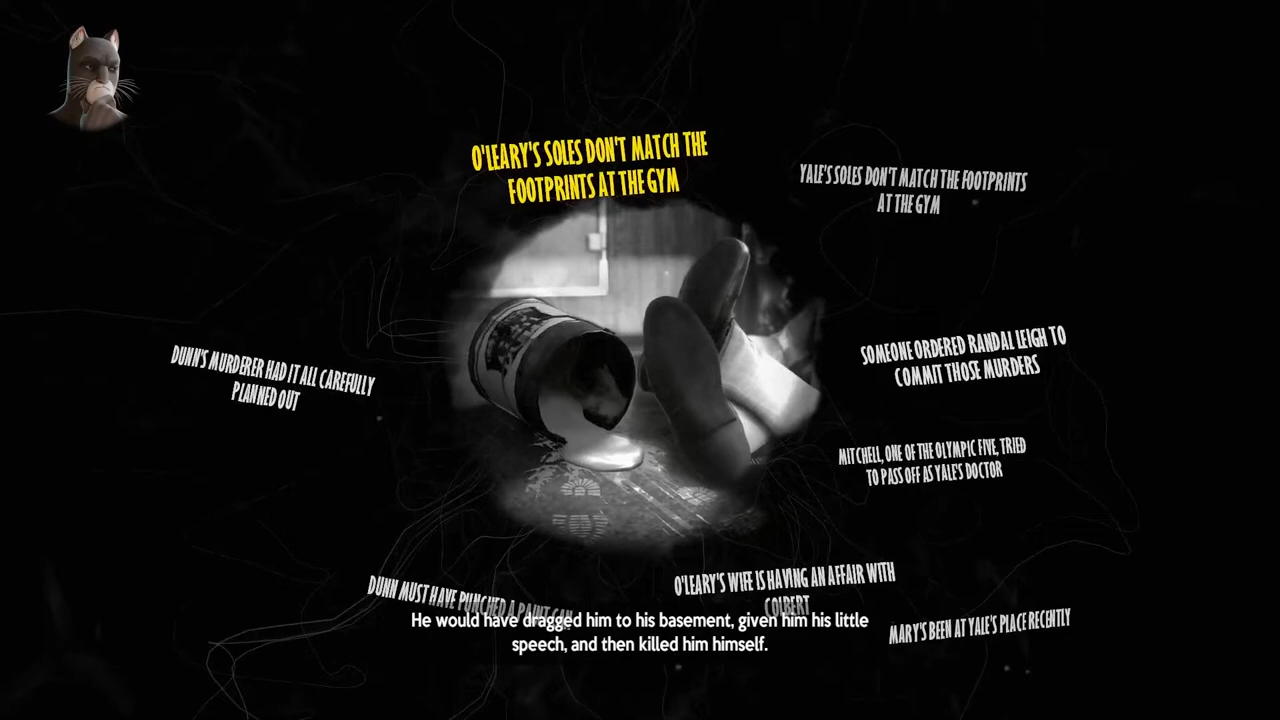 O'LEARY'S SOLES DON'T MATCH THE
FOOTPRINTS AT THE GYM
YALE'S SOLES DON'T MATCH THE FOOTPRINTS
AT THE GYM
DUNN'S MURDERER HAD IT ALL CAREFULLY
PLANNED OUT
SOMEONE ORDERED RANDAL LEIGH TO
COMMIT THOSE MURDERS
MITCHELL, ONE OF THE OLYMPIC FIVE, TRIED
TO PASS OFF AS YALE'S DOCTOR
DUNN MUST HAVE PUNCHED A PAINT CAN
O'LEARY'S WIFE IS HAVING AN AFFAIR WITH
COLBERT
MARY'S BEEN AT YALE'S PLACE RECENTLY
He would have dragged him to his basement, given him his little
speech, and then killed him himself.